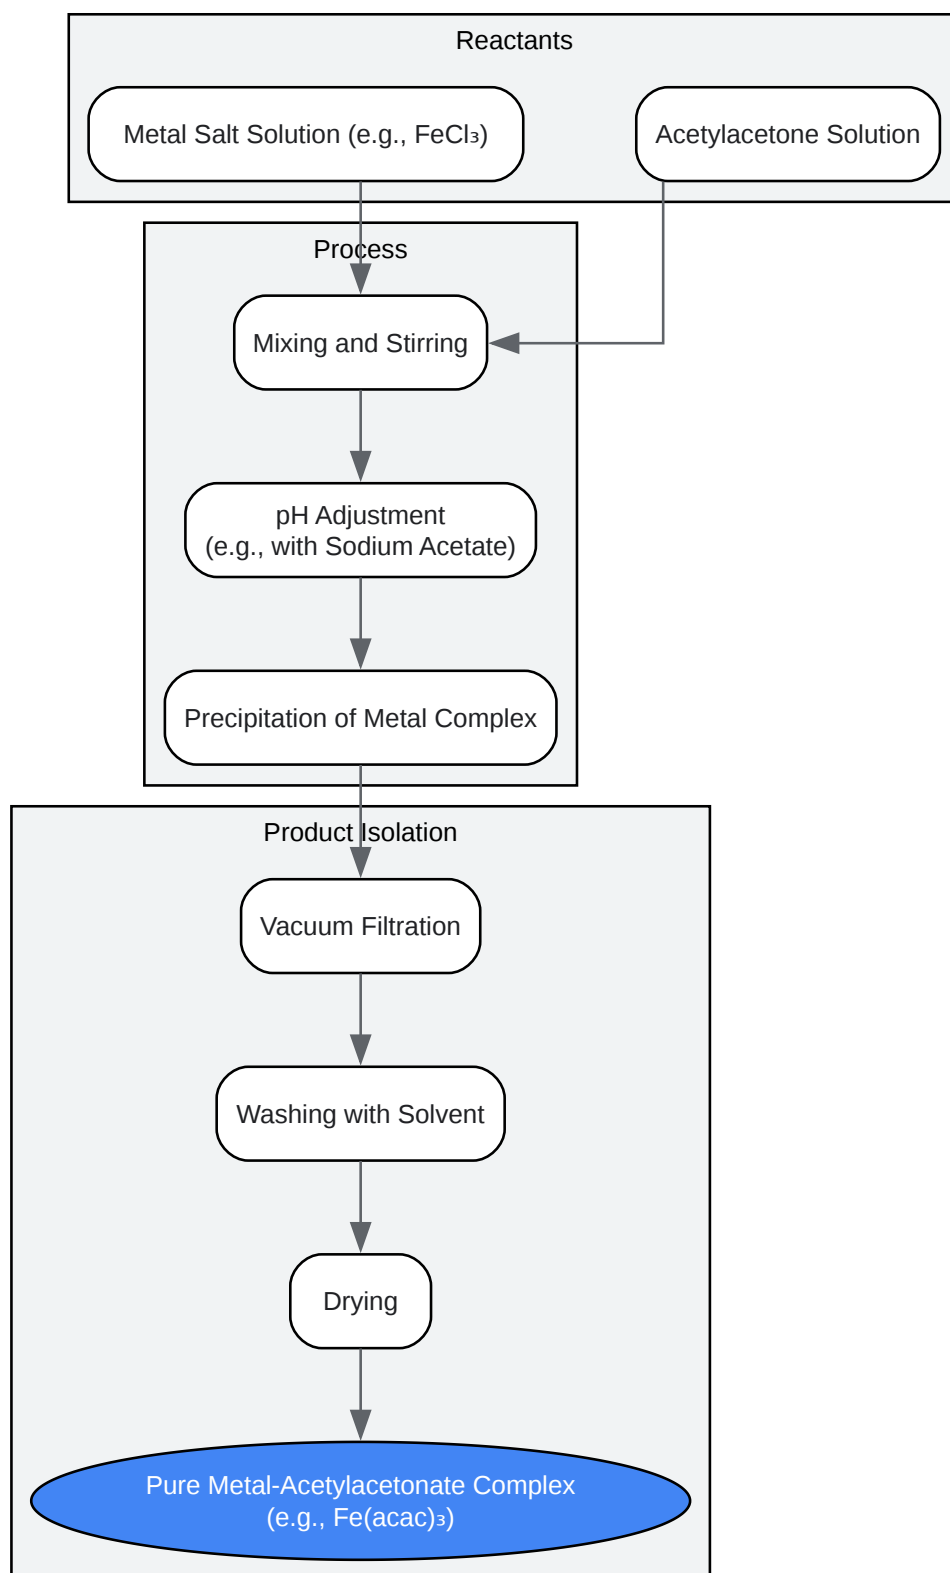 Reactants
Metal Salt Solution (e.g., FeCl₃)
Acetylacetone Solution
Process
Mixing and Stirring
pH Adjustment
(e.g., with Sodium Acetate)
Precipitation of Metal Complex
Product Isolation
Vacuum Filtration
Washing with Solvent
Drying
Pure Metal-Acetylacetonate Complex
(e.g., Fe(acac)₃)